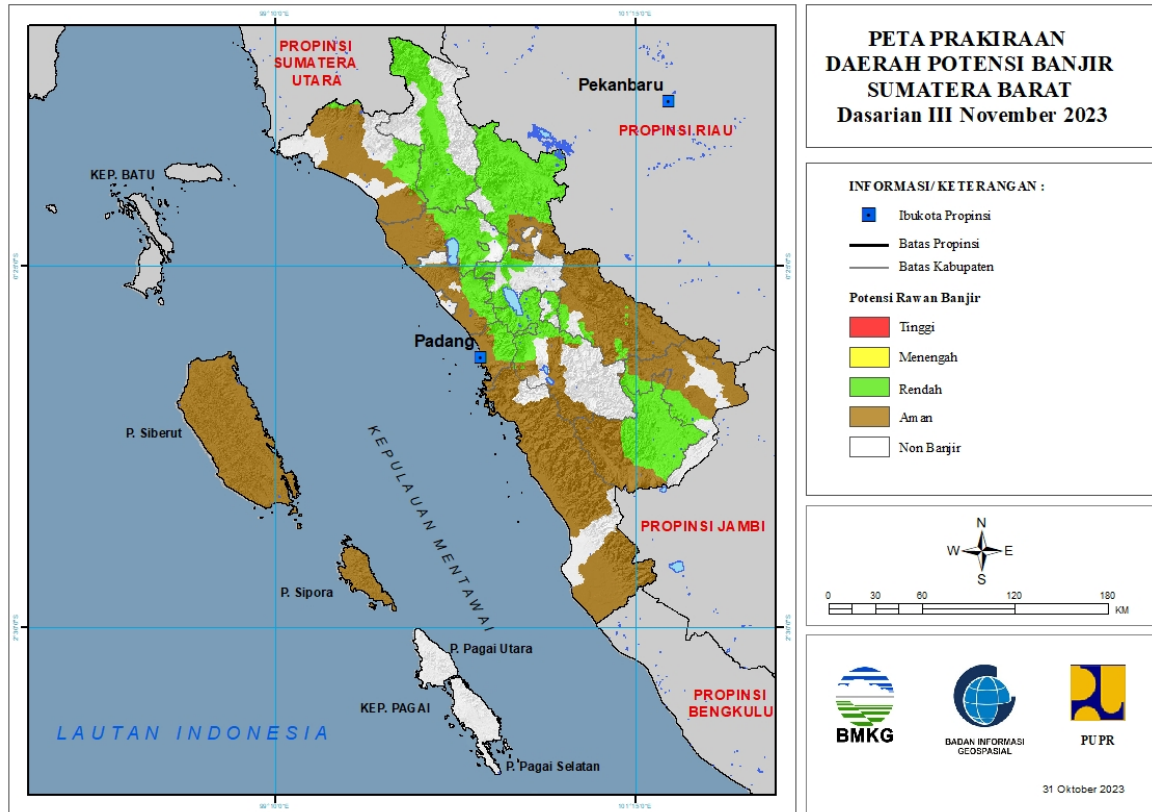 PETA PRAKIRAAN
DAERAH POTENSI BANJIR
SUMATERA BARAT
Dasarian III November 2023
INFORMASI/ KETERANGAN :
Ibukota Propinsi
Batas Propinsi
Batas Kabupaten
Potensi Rawan Banjir
Tinggi
Menengah
Rendah
Aman
Non Banjir
N
W E
S
0 30 60 120 180
KM
BMKG
BADAN INFORMASI
GEOSPASIAL
PUPR
31 Oktober 2023
PROPINSI
SUMATERA
UTARA
Pekanbaru
PROPINSI RIAU
KEP. BATU
Padang
P. Siberut
KEPULAUAN MENTAWAI
PROPINSI JAMBI
P. Sipora
P. Pagai Utara
KEP. PAGAI
PROPINSI
BENGKULU
LAUTAN INDONESIA
P. Pagai Selatan